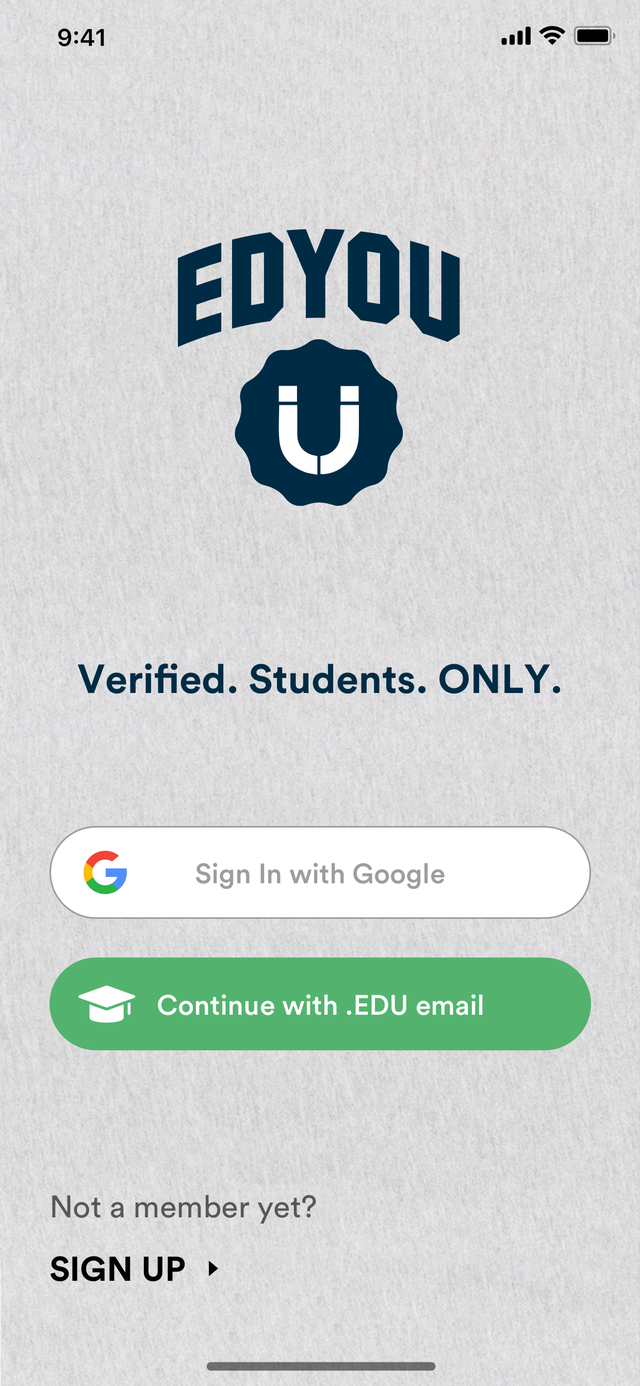 9:41
EDYOU
U
Verified. Students. ONLY.
Sign In with Google
Continue with .EDU email
Not a member yet?
SIGN UP